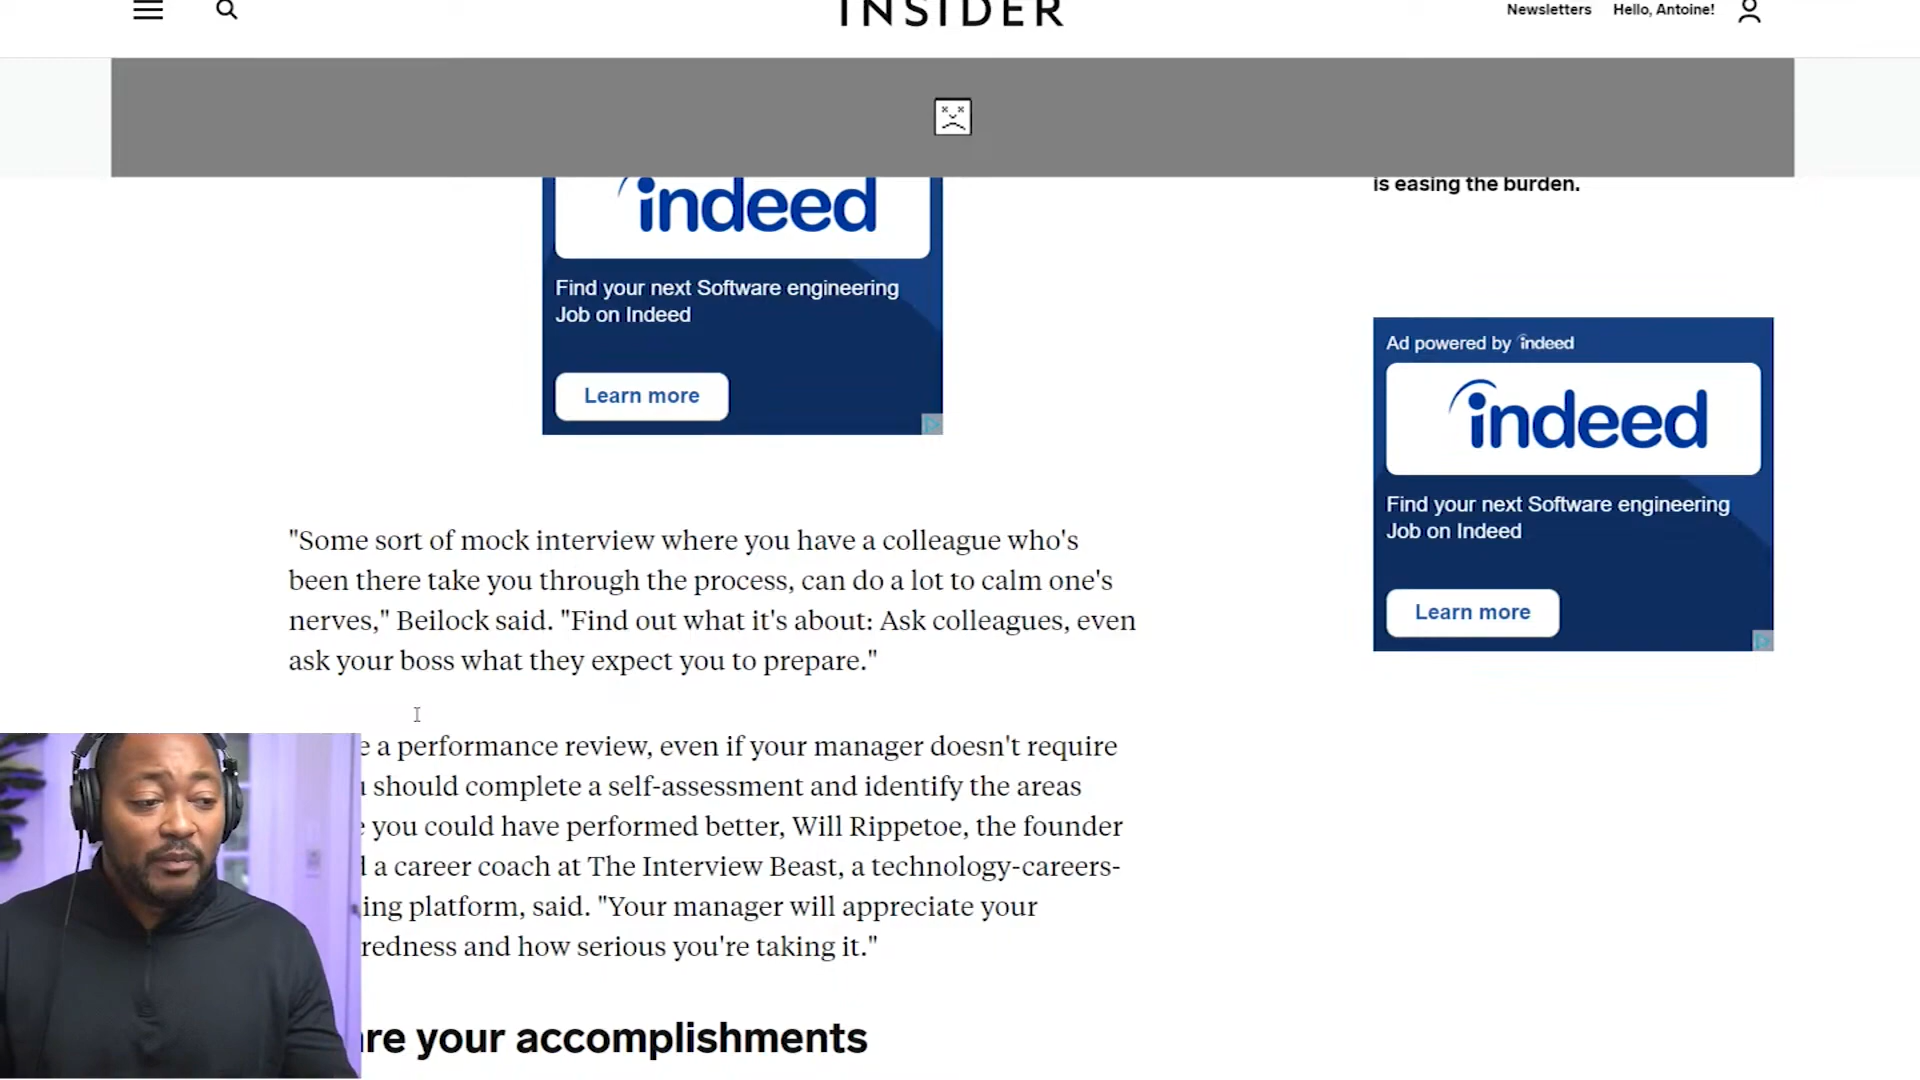 INSIDER
Newsletters
Hello, Antoine!
indeed
Find your next Software engineering
Job on Indeed
Learn more
is easing the burden.
Ad powered by indeed
indeed
Find your next Software engineering
Job on Indeed
Learn more
"Some sort of mock interview where you have a colleague who's
been there take you through the process, can do a lot to calm one's
nerves," Beilock said. "Find out what it's about: Ask colleagues, even
ask your boss what they expect you to prepare."
a performance review, even if your manager doesn't require
should complete a self-assessment and identify the areas
you could have performed better, Will Rippetoe, the founder
a career coach at The Interview Beast, a technology-careers-
ing platform, said. "Your manager will appreciate your
redness and how serious you're taking it."
re your accomplishments